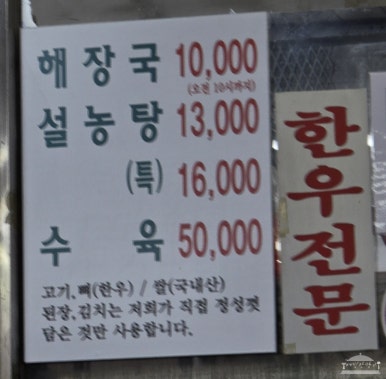 해장국 10,000
(오전 10시까지)
설농탕 13,000
(특) 16,000
수육 50,000
고기, 뼈(한우) / 쌀(국내산)
된장, 김치는 저희가 직접 정성껏
담은 것만 사용합니다.
한우전문